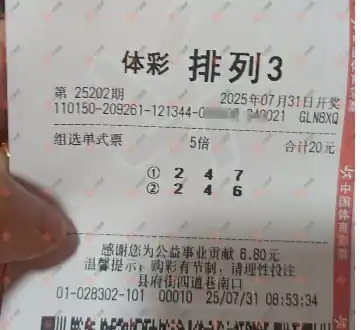 体彩 排列3
第 25202期 2025年07月31日开奖
110150-209261-121344-0 240021 GLN8XQ
组选单式票 5倍 合计20元
① 2 4 7
② 2 4 6
感谢您为公益事业贡献 6.80元
温馨提示：购彩有节制，请理性投注
县府街四道巷南口
01-028302-101 00010 25/07/31 08:53:34
中国体育彩票